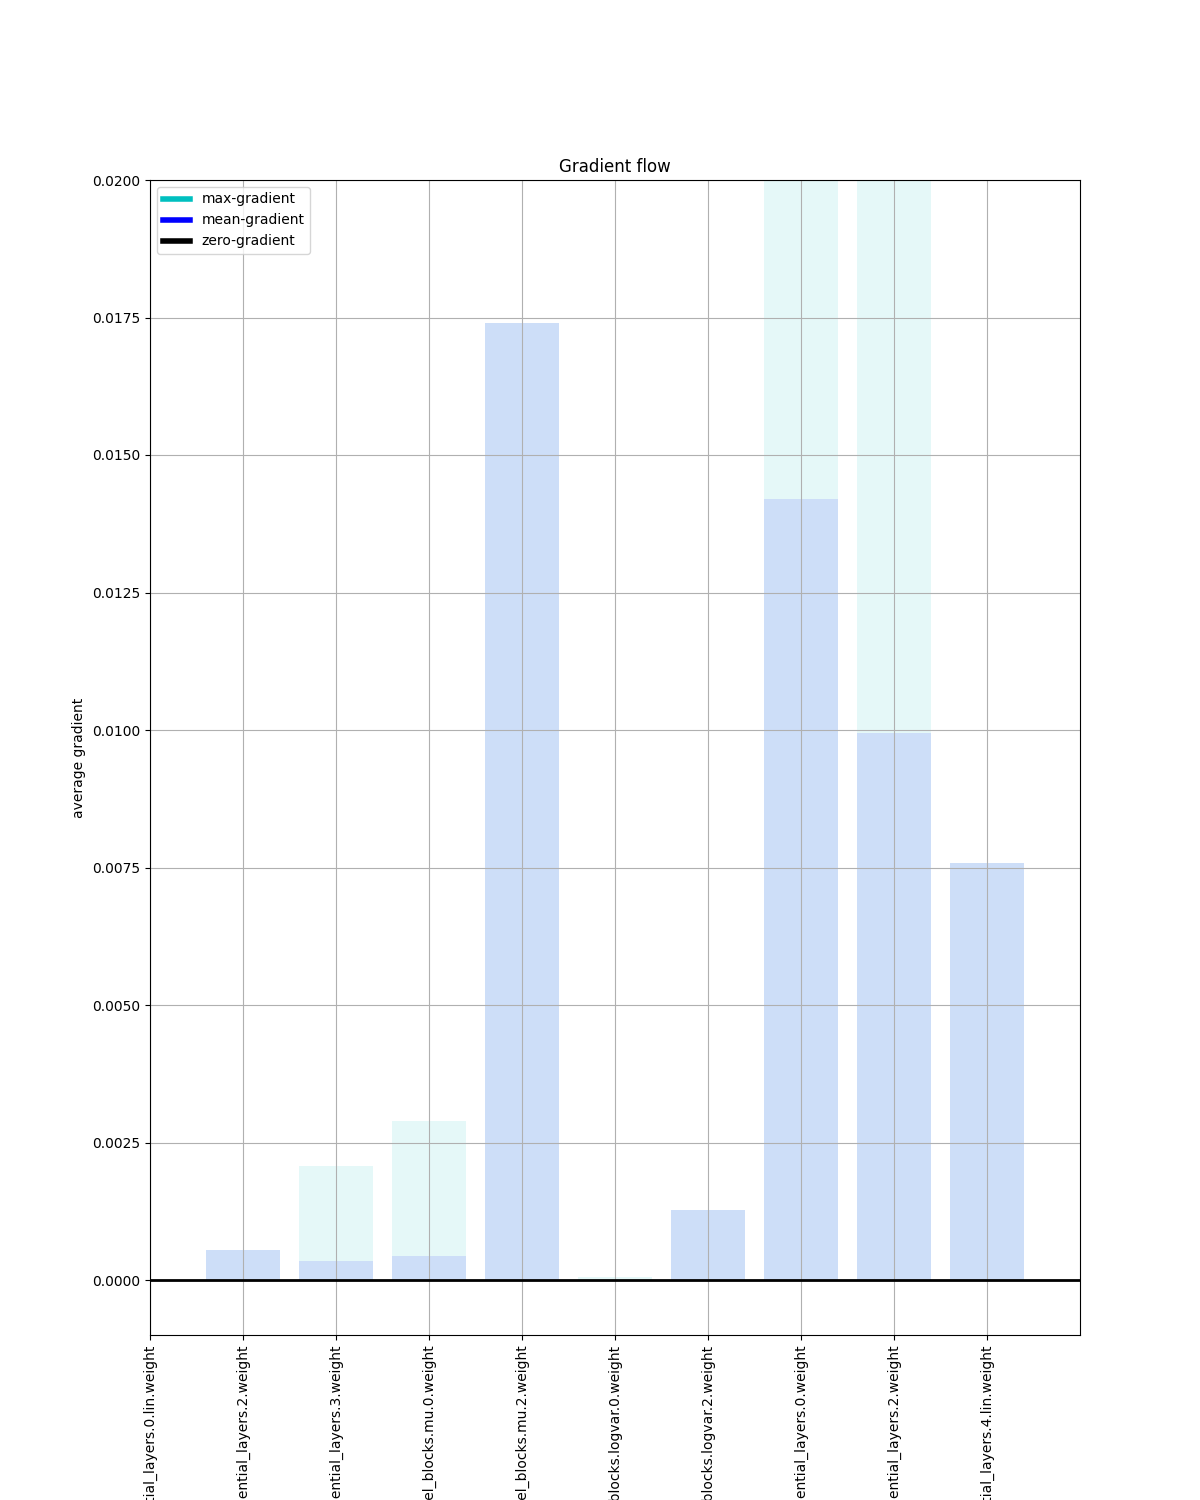 Gradient flow
max-gradient
mean-gradient
zero-gradient
0.0200
0.0175
0.0150
0.0125
0.0100
0.0075
0.0050
0.0025
0.0000
average gradient
tial_layers.0.lin.weight
ential_layers.2.weight
ential_layers.3.weight
el_blocks.mu.0.weight
el_blocks.mu.2.weight
blocks.logvar.0.weight
blocks.logvar.2.weight
ential_layers.0.weight
ential_layers.2.weight
tial_layers.4.lin.weight